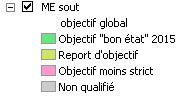 ME sout
objectif global
Objectif "bon état" 2015
Report d'objectif
Objectif moins strict
Non qualifié